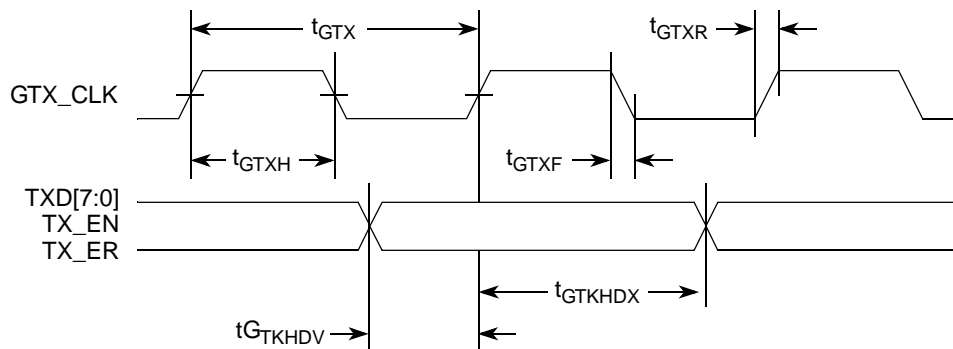 tGTX
tGTXR
GTX_CLK
tGTXH
tGTXF
TXD[7:0]
TX_EN
TX_ER
tGTKHDX
tGTKHDV